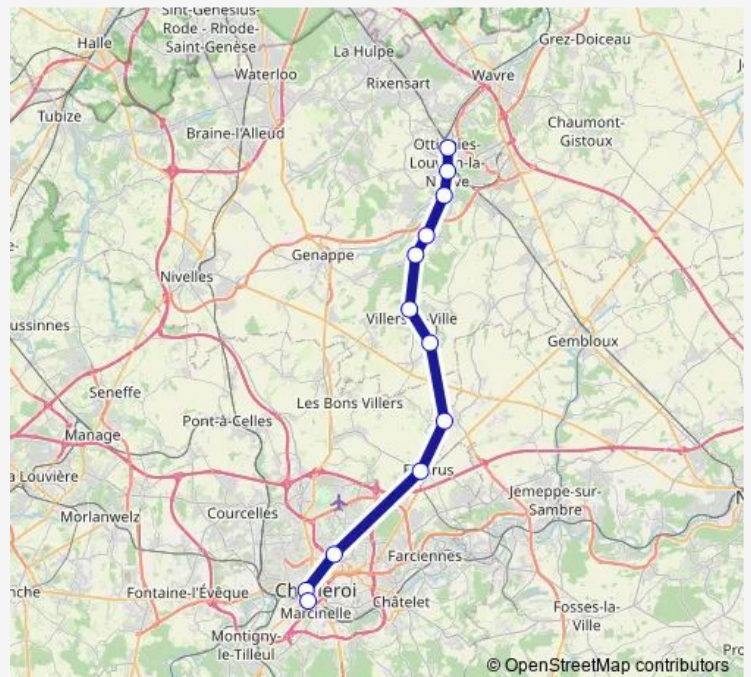 Sint-Genesius-
Rode - Rhode-
Saint-Genèse
Halle
La Hulpe
Grez-Doiceau
Waterloo
Rixensart
Wavre
Tubize
Braine-l'Alleud
Chaumont-
Gistoux
Genappe
Nivelles
ussinnes
Gembloux
Seneffe
Les Bons Villers
Pont-à-Celles
Manage
a Louvière
Jemeppe-sur-
Sambre
Morlanwelz
Courcelles
Farciennes
Fontaine-l'Évêque
Châtelet
Marcinelle
Fosses-la-
Ville
Montigny-
le-Tilleul
© OpenStreetMap contributors